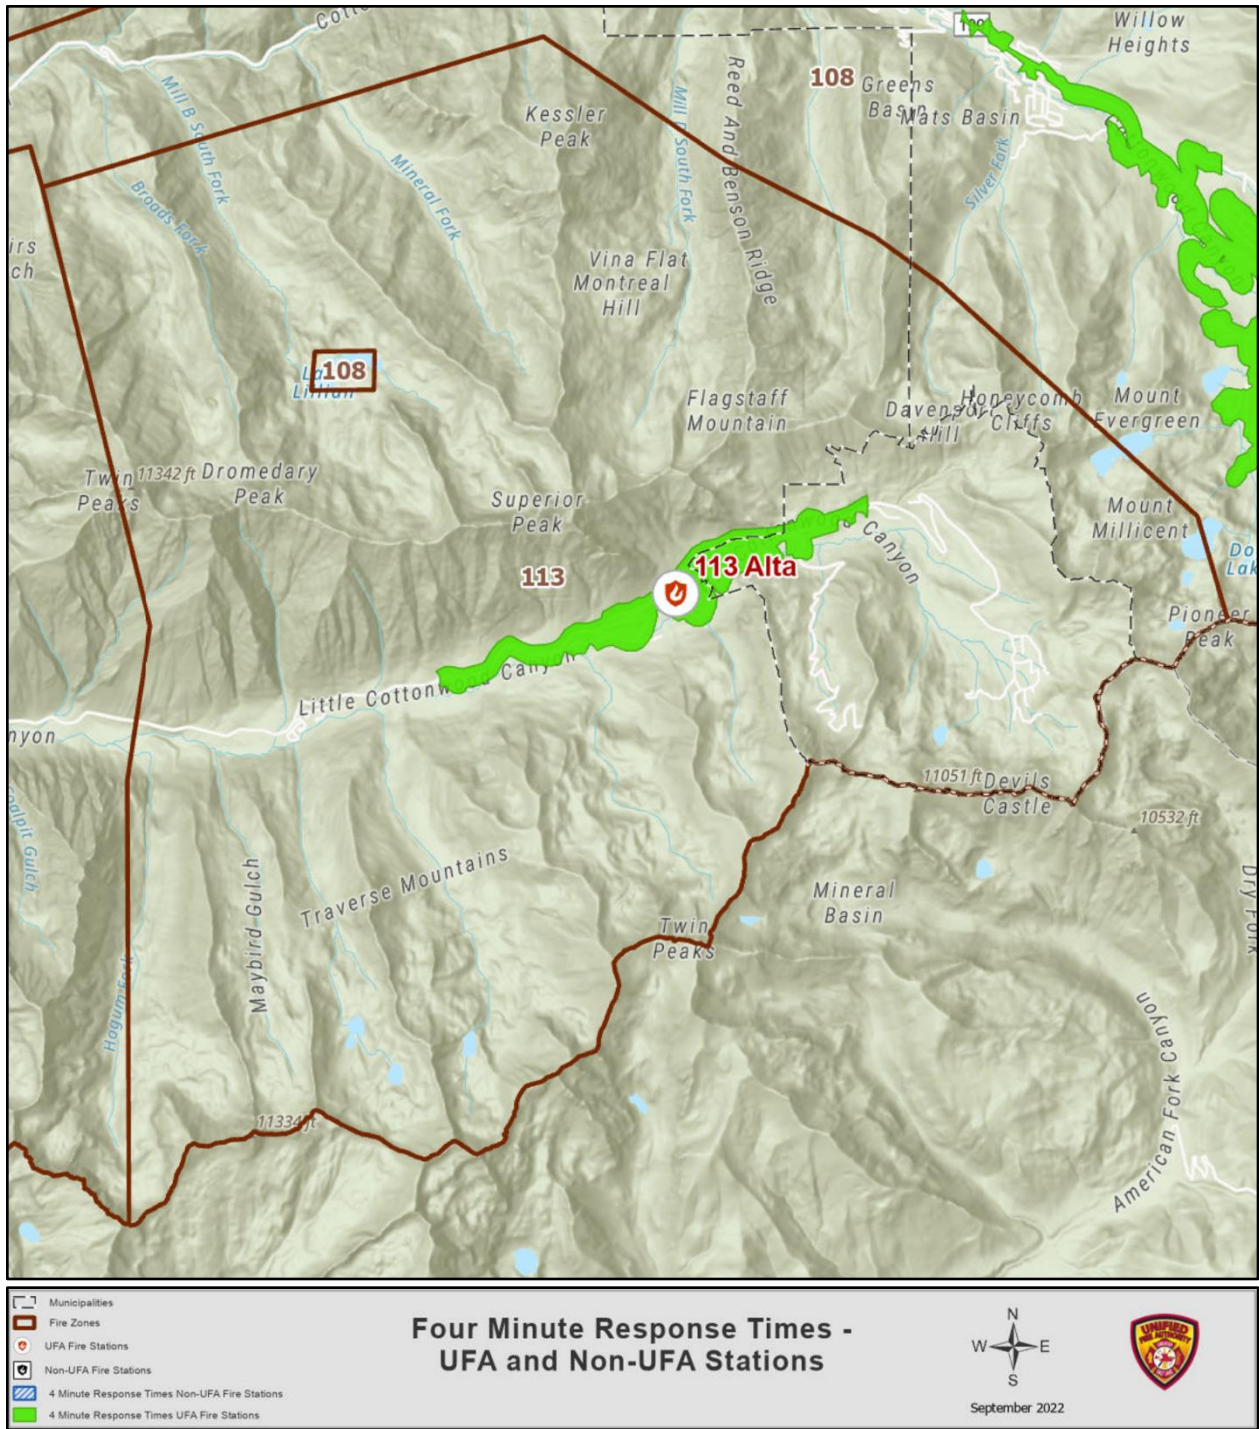 Willow
Heights
108
Greens
Basin
Mats Basin
Kessler
Peak
Mill B South Fork
Mill D South Fork
Reed And Benson Ridge
Mineral Fork
Broads Fork
Silver Fork
Vina Flat
Montreal
Hill
108
Flagstaff
Mountain
Davenport
Hill
Honeycomb
Cliffs
Mount
Evergreen
Twin
Peaks
11342 ft
Dromedary
Peak
Superior
Peak
Mount
Millicent
Canyon
113 Alta
113
Pioneer
Peak
Little Cottonwood Canyon
nyon
11051 ft
Devils
Castle
10532 ft
Maybird Gulch
Traverse Mountains
Mineral
Basin
Twin
Peaks
Dry Fork
Hogum Fork
American Fork Canyon
11334 ft
Municipalities
Fire Zones
UFA Fire Stations
Non-UFA Fire Stations
4 Minute Response Times Non-UFA Fire Stations
4 Minute Response Times UFA Fire Stations
Four Minute Response Times -
UFA and Non-UFA Stations
N
W
E
S
September 2022
UNIFIED
FIRE AUTHORITY